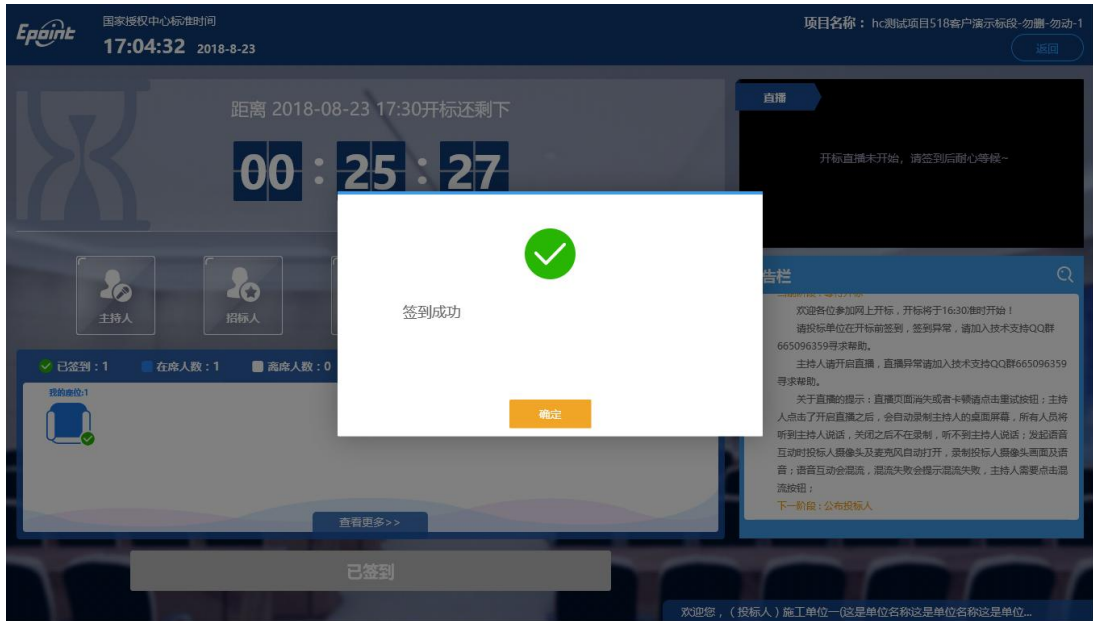 Epoint
国家授权中心标准时间
17:04:32 2018-8-23
项目名称：hc测试项目518客户演示标段-勿删-勿动-1
返回
距离 2018-08-23 17:30开标还剩下
00 : 25 : 27
直播
开标直播未开始，请签到后耐心等候~
签到成功
确定
主持人
招标人
告栏
欢迎各位参加网上开标，开标将于16:30准时开始！
请投标单位在开标前签到，签到异常，请加入技术支持QQ群
665096359寻求帮助。
主持人请开启直播，直播异常请加入技术支持QQ群665096359
寻求帮助。
关于直播的提示：直播页面消失或者卡顿请点击重试按钮；主持
人点击了开启直播之后，会自动录制主持人的桌面屏幕，所有人员将
听到主持人说话，关闭之后不在录制，听不到主持人说话；发起语音
互动时投标人摄像头及麦克风自动打开，录制投标人摄像头画面及语
音；语音互动会混流，混流失败会提示混流失败，主持人需要点击混
流按钮；
下一阶段：公布投标人
已签到：1 在席人数：1 离席人数：0
我的座位:1
查看更多>>
已签到
欢迎您，（投标人）施工单位一(这是单位名称这是单位名称这是单位...